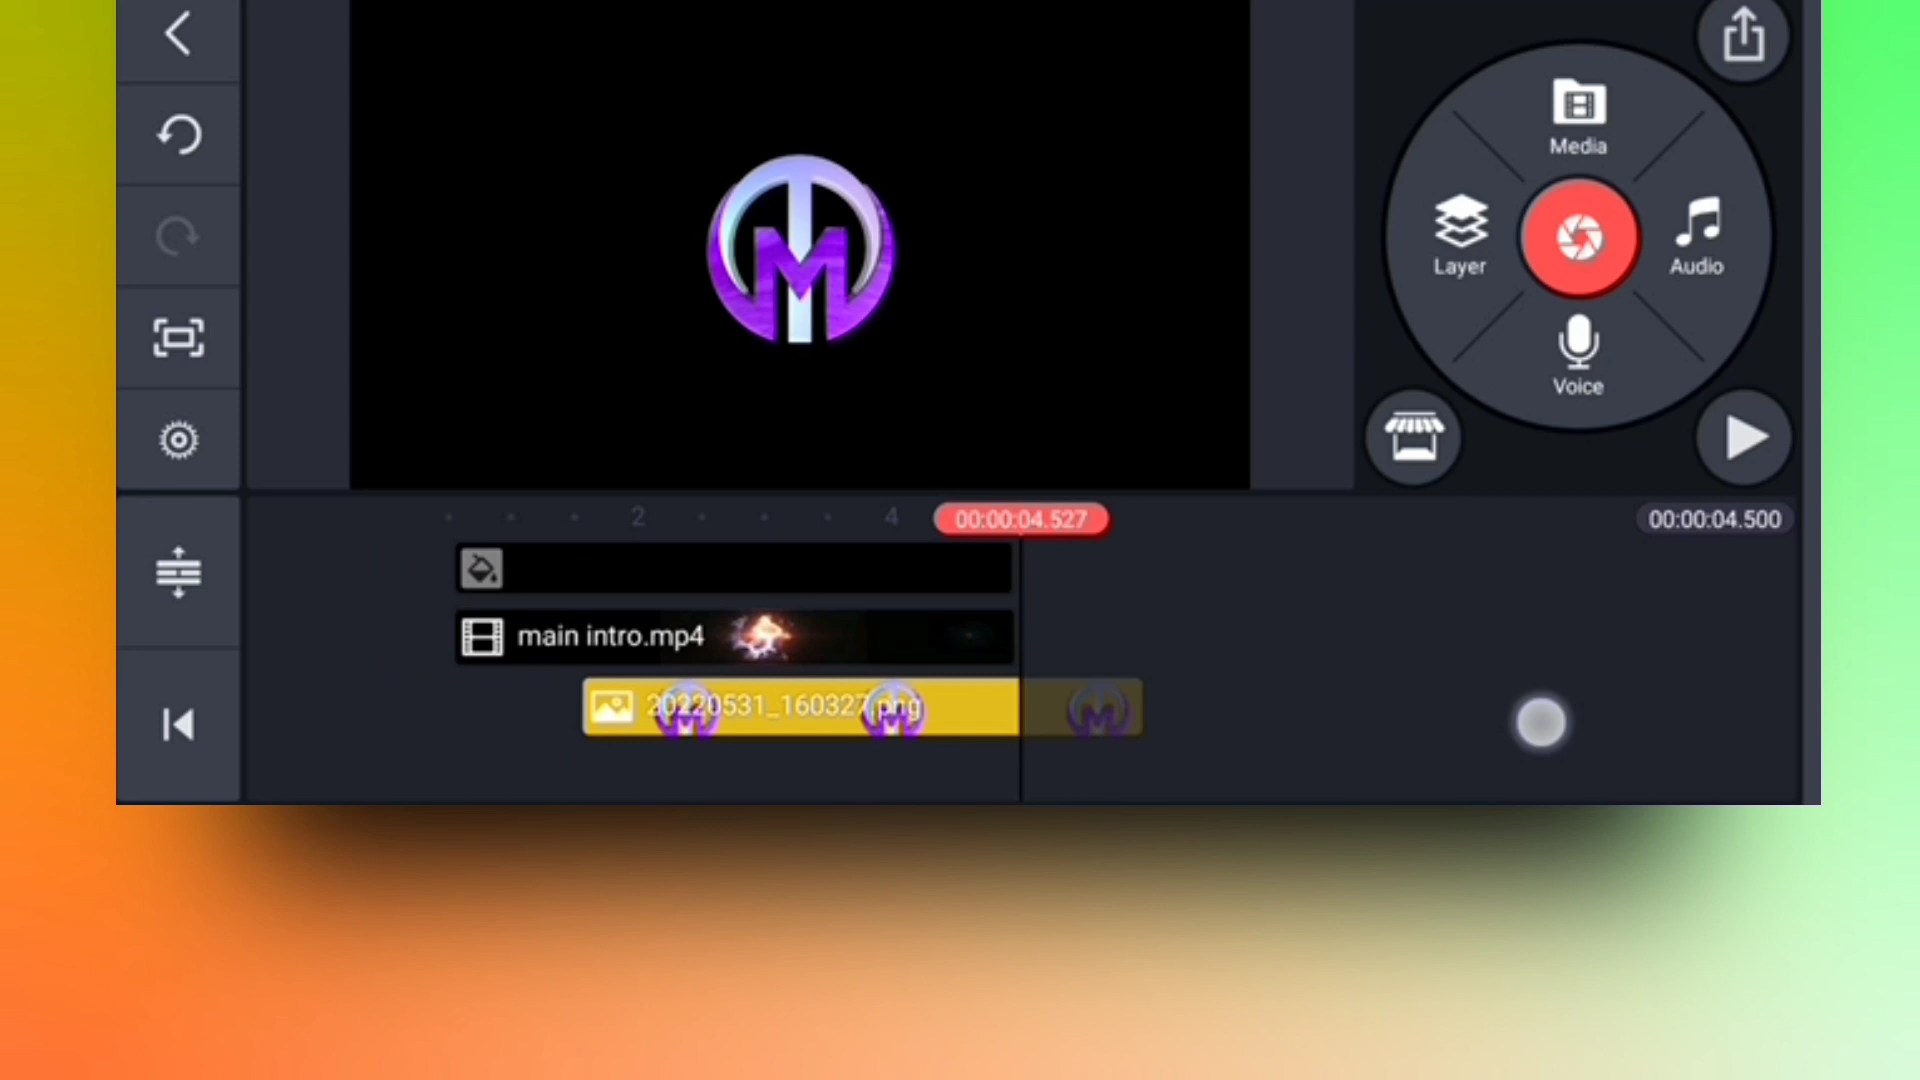 Media
Layer
Audio
Voice
2
4
00:00:04.527
00:00:04.500
main intro.mp4
20220531_160327.png
M